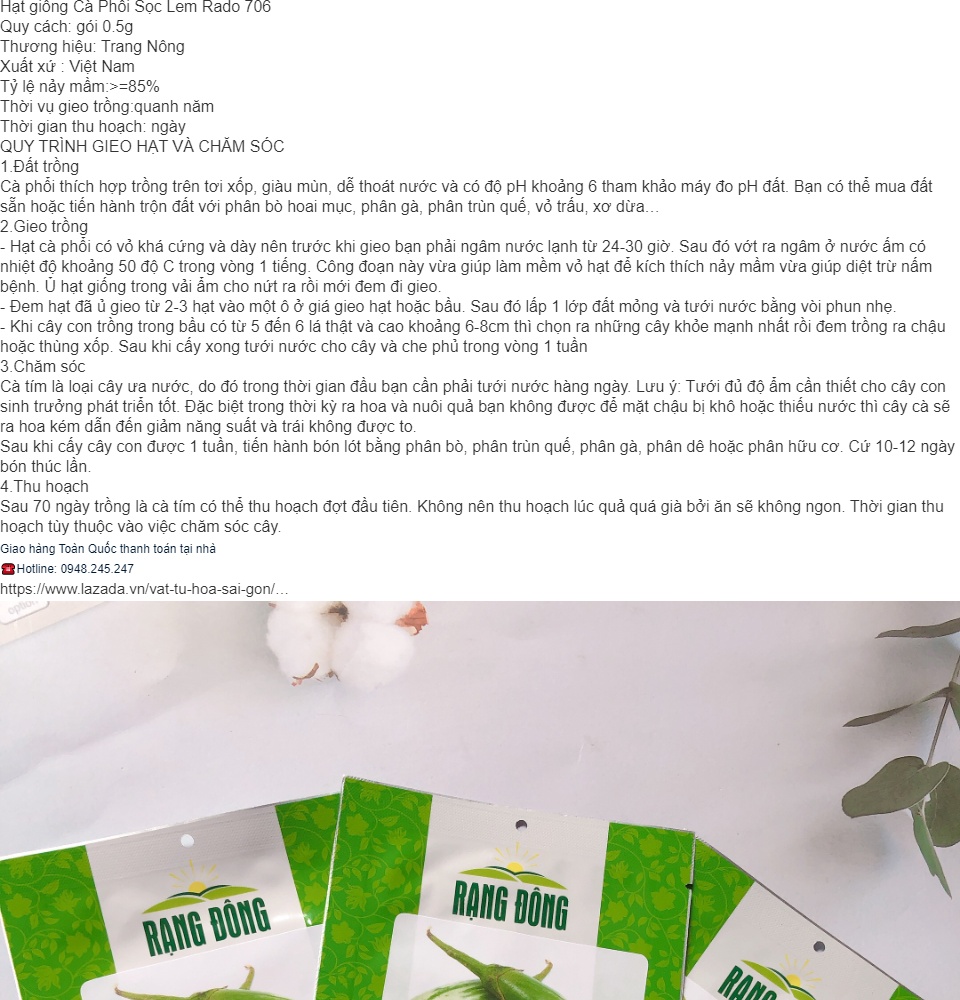 Hạt giống Cà Phổi Sọc Lem Rado 706
Quy cách: gói 0.5g
Thương hiệu: Trang Nông
Xuất xứ : Việt Nam
Tỷ lệ nảy mầm:>=85%
Thời vụ gieo trồng:quanh năm
Thời gian thu hoạch: ngày
QUY TRÌNH GIEO HẠT VÀ CHĂM SÓC
1.Đất trồng
Cà phổi thích hợp trồng trên tơi xốp, giàu mùn, dễ thoát nước và có độ pH khoảng 6 tham khảo máy đo pH đất. Bạn có thể mua đất
sẵn hoặc tiến hành trộn đất với phân bò hoai mục, phân gà, phân trùn quế, vỏ trấu, xơ dừa…
2.Gieo trồng
- Hạt cà phổi có vỏ khá cứng và dày nên trước khi gieo bạn phải ngâm nước lạnh từ 24-30 giờ. Sau đó vớt ra ngâm ở nước ấm có
nhiệt độ khoảng 50 độ C trong vòng 1 tiếng. Công đoạn này vừa giúp làm mềm vỏ hạt để kích thích nảy mầm vừa giúp diệt trừ nấm
bệnh. Ủ hạt giống trong vải ẩm cho nứt ra rồi mới đem đi gieo.
- Đem hạt đã ủ gieo từ 2-3 hạt vào một ô ở giá gieo hạt hoặc bầu. Sau đó lấp 1 lớp đất mỏng và tưới nước bằng vòi phun nhẹ.
- Khi cây con trồng trong bầu có từ 5 đến 6 lá thật và cao khoảng 6-8cm thì chọn ra những cây khỏe mạnh nhất rồi đem trồng ra chậu
hoặc thùng xốp. Sau khi cấy xong tưới nước cho cây và che phủ trong vòng 1 tuần
3.Chăm sóc
Cà tím là loại cây ưa nước, do đó trong thời gian đầu bạn cần phải tưới nước hàng ngày. Lưu ý: Tưới đủ độ ẩm cần thiết cho cây con
sinh trưởng phát triển tốt. Đặc biệt trong thời kỳ ra hoa và nuôi quả bạn không được để mặt chậu bị khô hoặc thiếu nước thì cây cà sẽ
ra hoa kém dẫn đến giảm năng suất và trái không được to.
Sau khi cấy cây con được 1 tuần, tiến hành bón lót bằng phân bò, phân trùn quế, phân gà, phân dê hoặc phân hữu cơ. Cứ 10-12 ngày
bón thúc lần.
4.Thu hoạch
Sau 70 ngày trồng là cà tím có thể thu hoạch đợt đầu tiên. Không nên thu hoạch lúc quả quá già bởi ăn sẽ không ngon. Thời gian thu
hoạch tùy thuộc vào việc chăm sóc cây.
Giao hàng Toàn Quốc thanh toán tại nhà
☎Hotline: 0948.245.247
https://www.lazada.vn/vat-tu-hoa-sai-gon/…
RẠNG ĐÔNG
RẠNG ĐÔNG
RẠNG